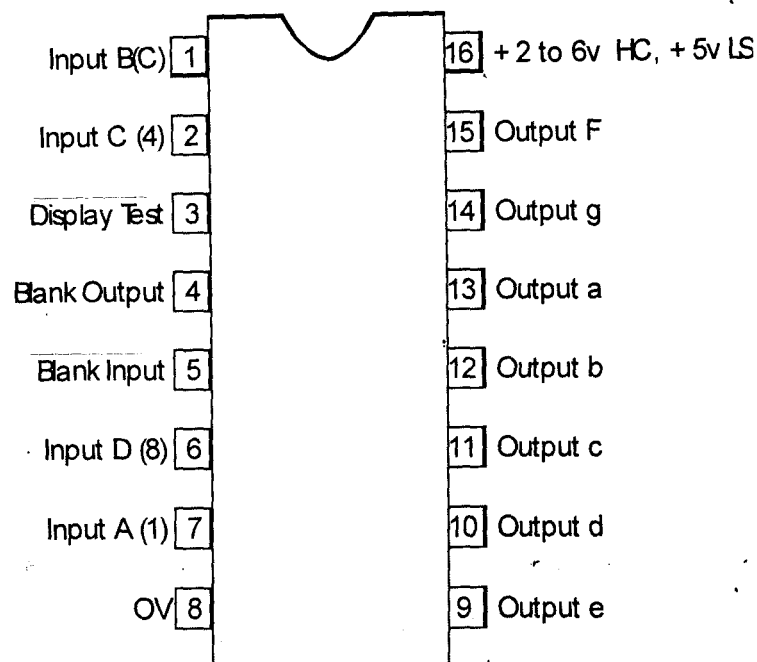 Input B(C) 1
Input C (4) 2
Display Test 3
Blank Output 4
Blank Input 5
Input D (8) 6
Input A (1) 7
OV 8
16 + 2 to 6v HC, + 5v LS
15 Output F
14 Output g
13 Output a
12 Output b
11 Output c
10 Output d
9 Output e